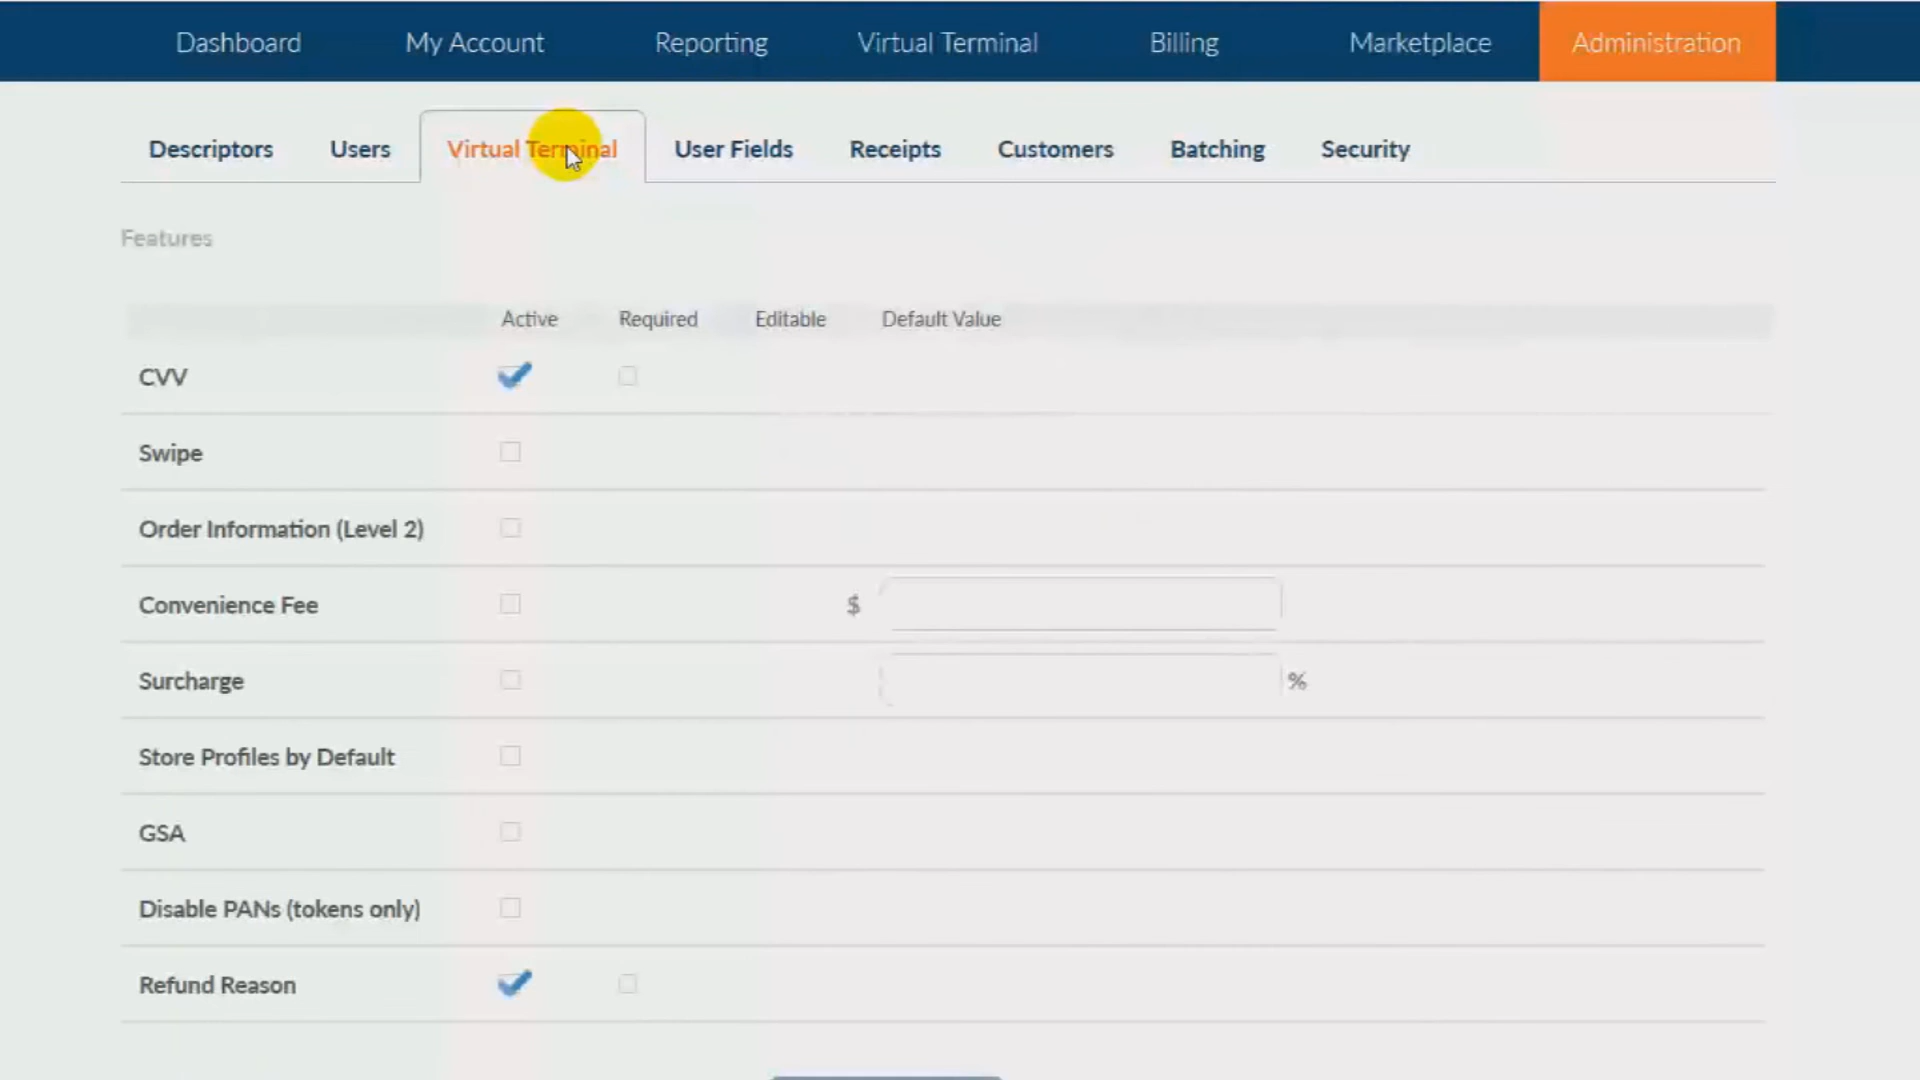 Dashboard My Account Reporting Virtual Terminal Billing Marketplace Administration
Descriptors Users Virtual Terminal User Fields Receipts Customers Batching Security
Features
Active Required Editable Default Value
CVV
Swipe
Order Information (Level 2)
Convenience Fee $
Surcharge %
Store Profiles by Default
GSA
Disable PANs (tokens only)
Refund Reason